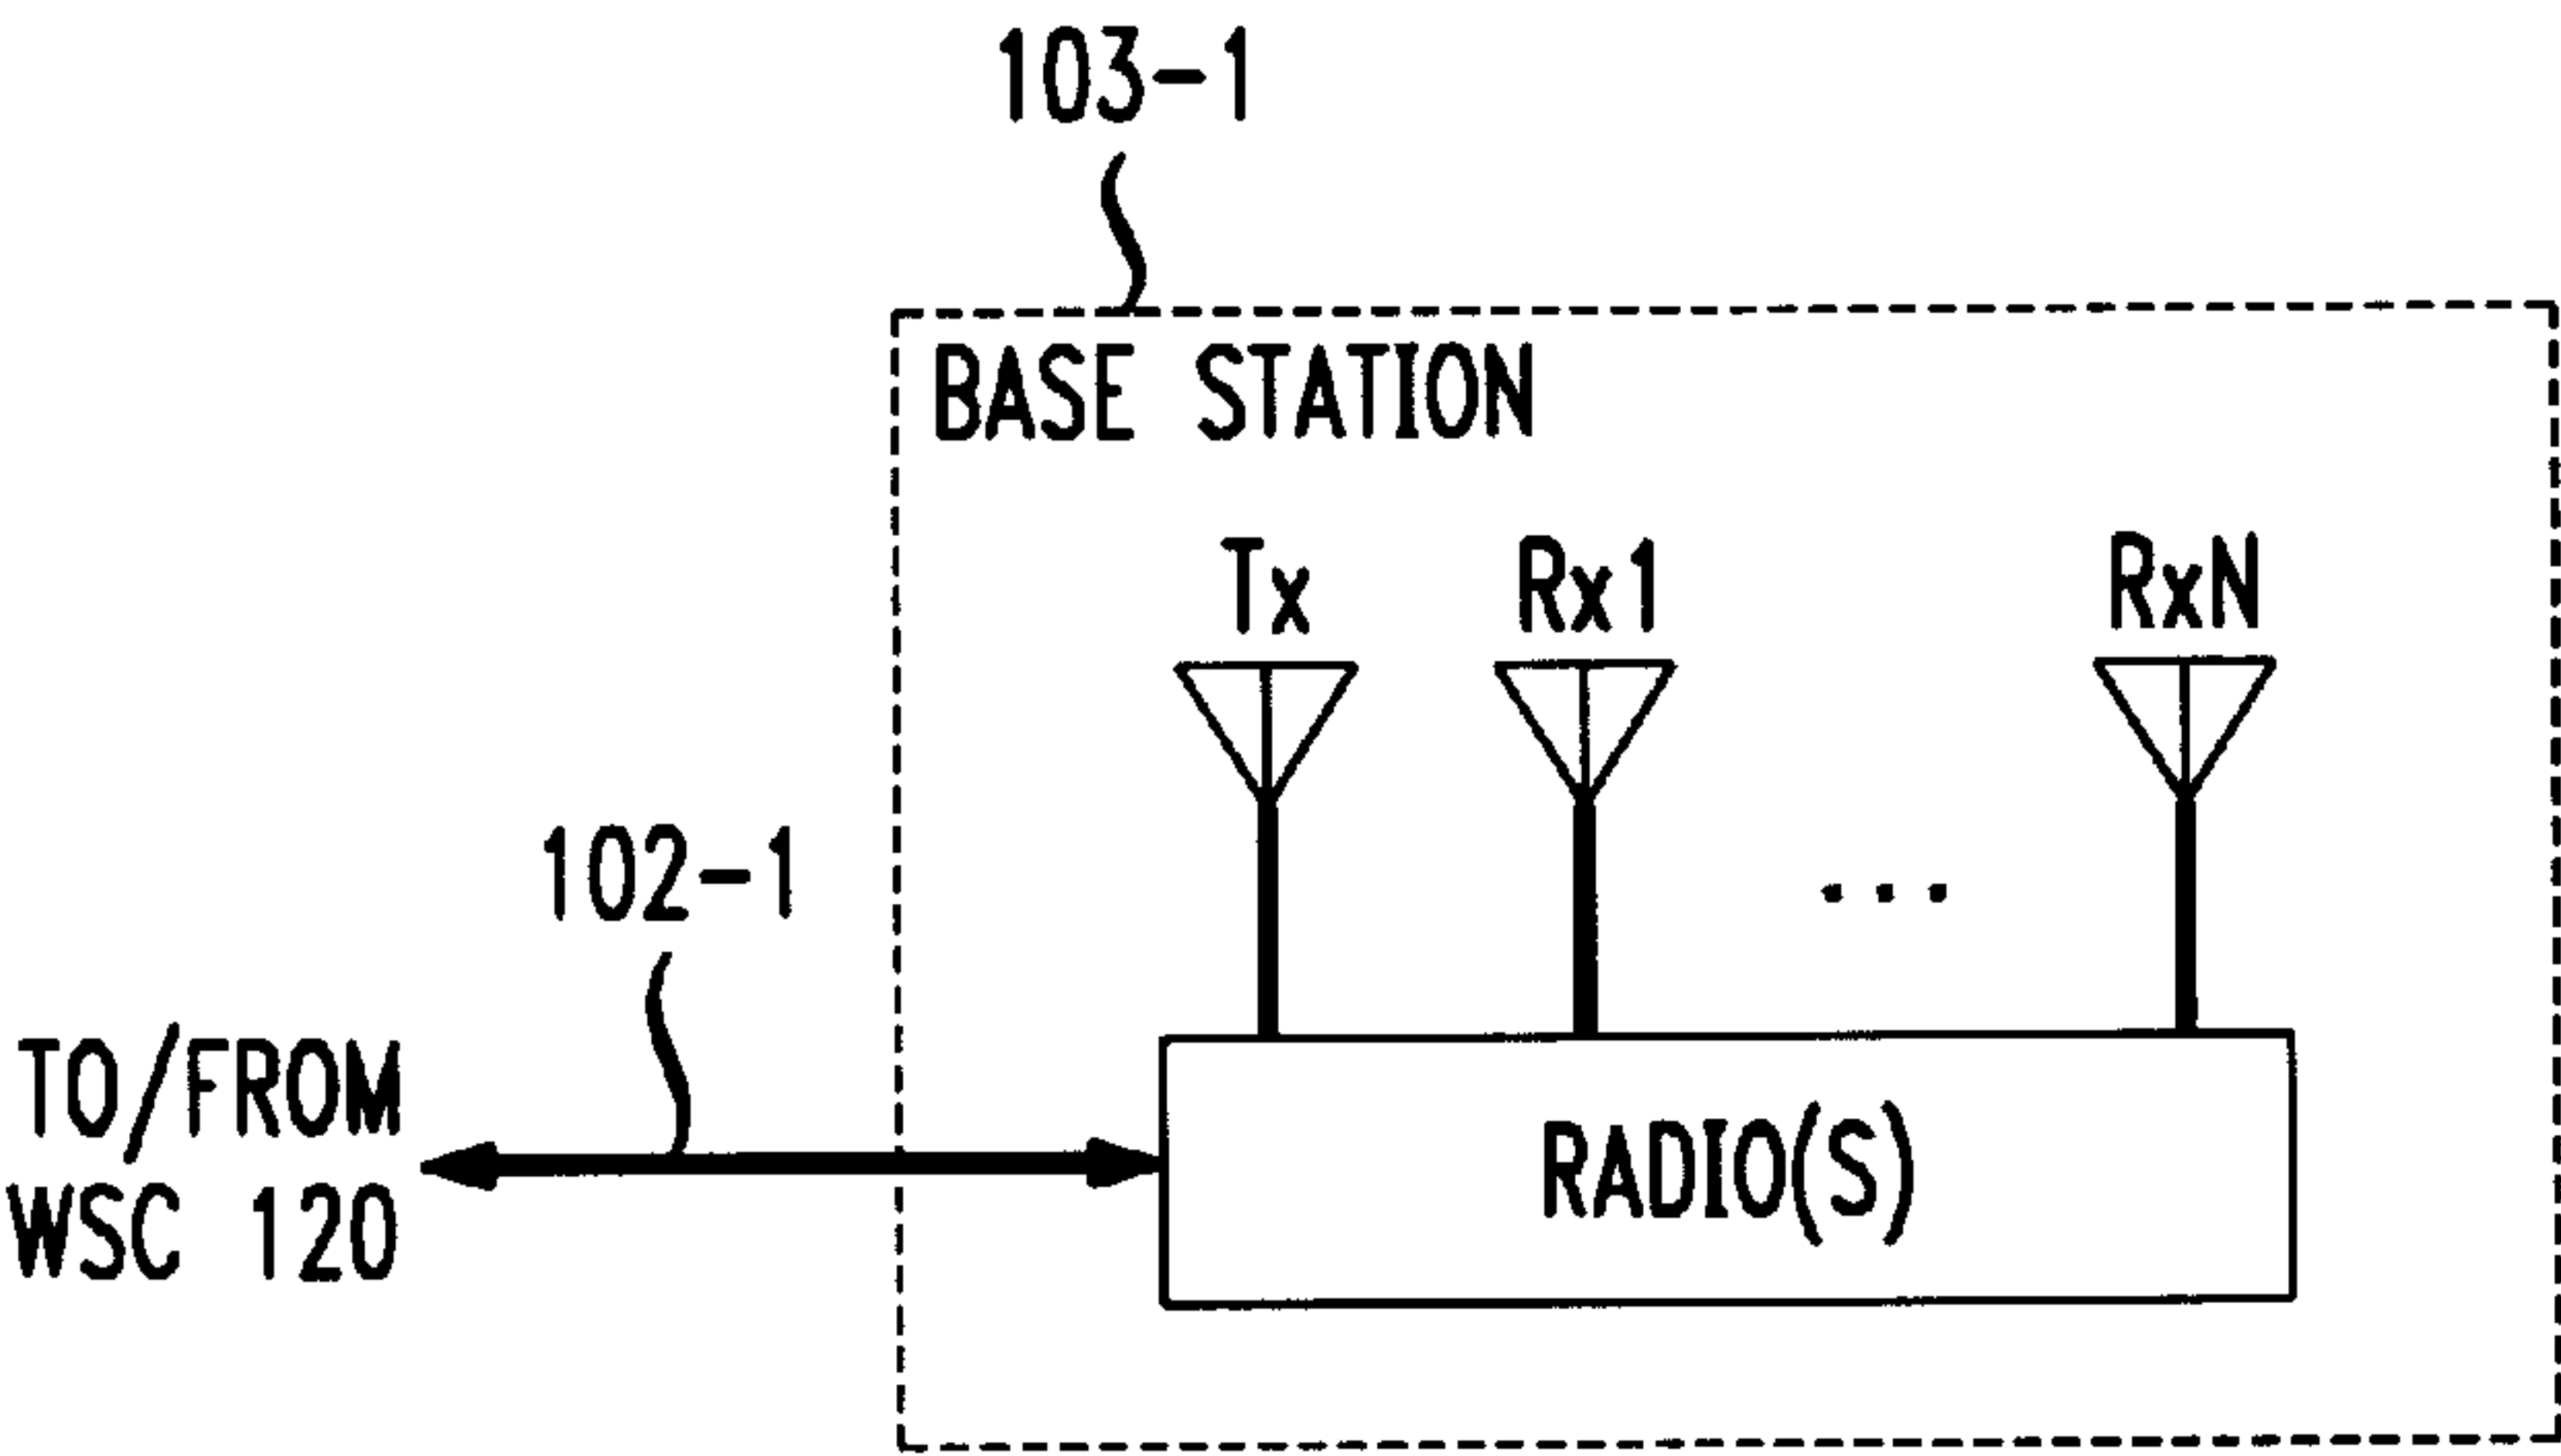 103-1
BASE STATION
Tx
Rx1
RxN
...
102-1
TO/FROM
WSC 120
RADIO(S)